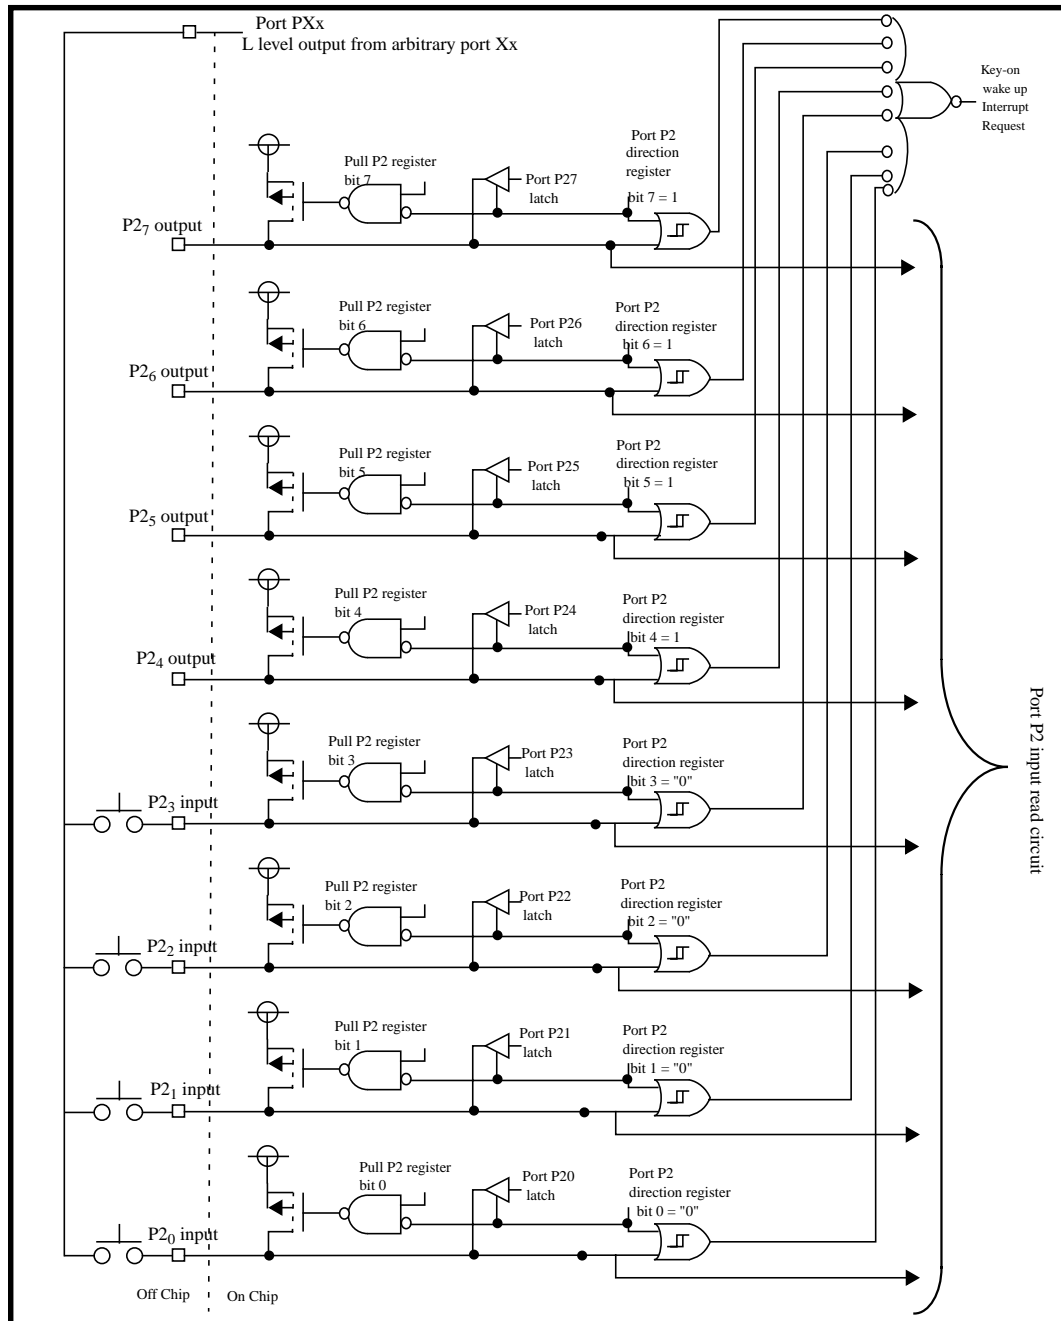 Port PXx
L level output from arbitrary port Xx
Key-on
wake up
Interrupt
Request
Pull P2 register
bit 7
Port P27
latch
Port P2
direction
register
bit 7 = 1
P27 output
Pull P2 register
bit 6
Port P26
latch
Port P2
direction register
bit 6 = 1
P26 output
Pull P2 register
bit 5
Port P25
latch
Port P2
direction register
bit 5 = 1
P25 output
Pull P2 register
bit 4
Port P24
latch
Port P2
direction register
bit 4 = 1
P24 output
Pull P2 register
bit 3
Port P23
latch
Port P2
direction register
bit 3 = "0"
P23 input
Pull P2 register
bit 2
Port P22
latch
Port P2
direction register
bit 2 = "0"
P22 input
Pull P2 register
bit 1
Port P21
latch
Port P2
direction register
bit 1 = "0"
P21 input
Pull P2 register
bit 0
Port P20
latch
Port P2
direction register
bit 0 = "0"
P20 input
Off Chip
On Chip
Port P2 input read circuit